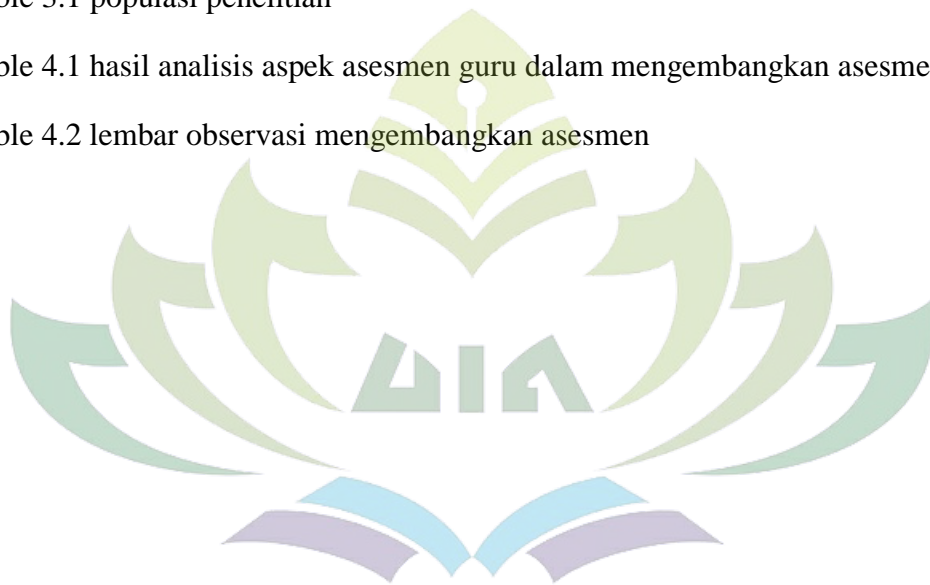 ble 3.1 populasi penelitian
ble 4.1 hasil analisis aspek asesmen guru dalam mengembangkan asesme
ble 4.2 lembar observasi mengembangkan asesmen
UIN